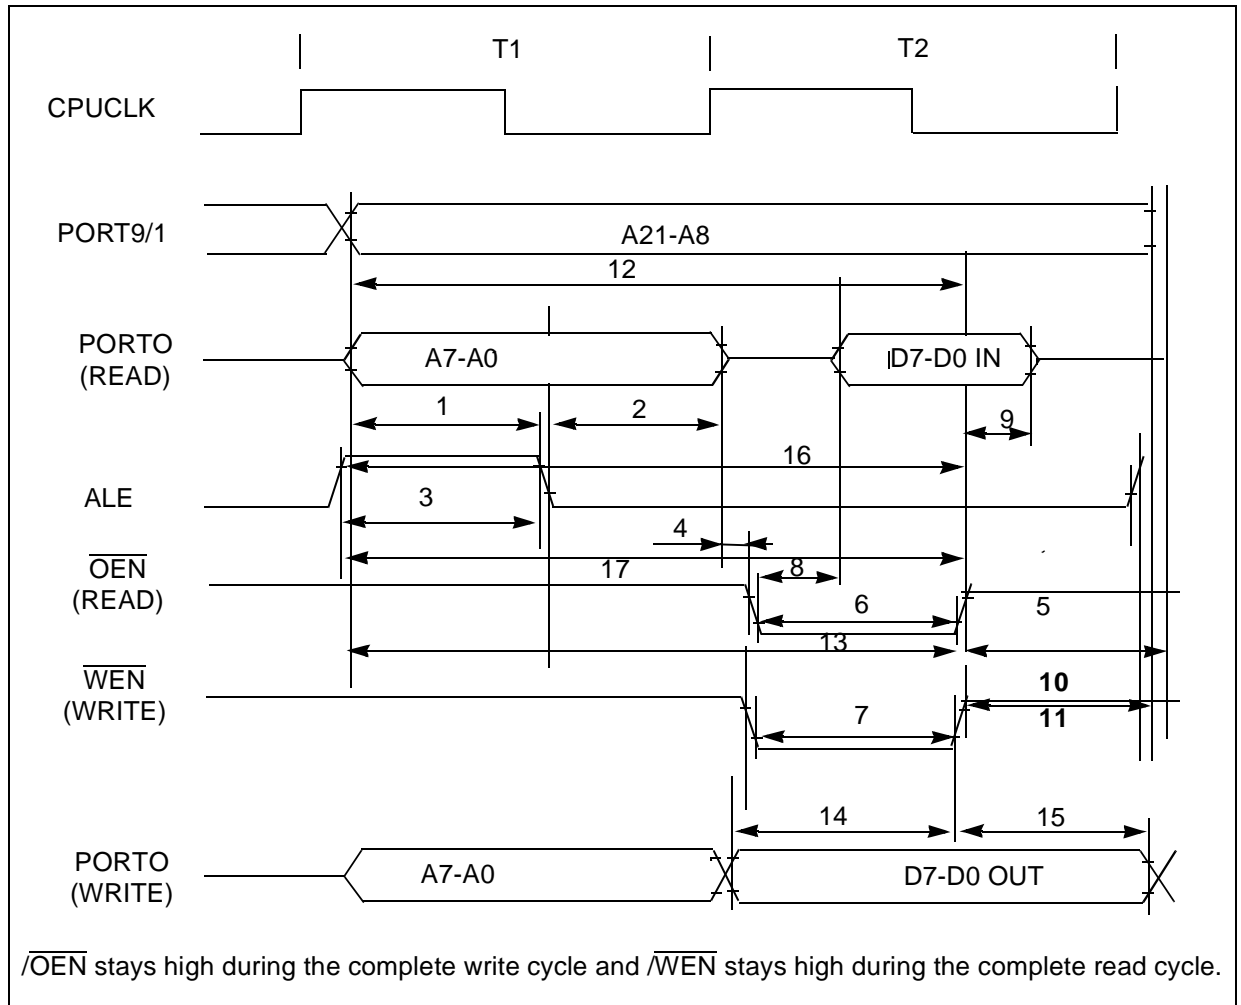 T1 T2
CPUCLK
PORT9/1
A21-A8
12
PORTO
(READ)
A7-A0
D7-D0 IN
1
2
9
16
ALE
3
4
OEN
(READ)
17
8
6
5
13
WEN
(WRITE)
10
7
11
14
15
PORTO
(WRITE)
A7-A0
D7-D0 OUT
/OEN stays high during the complete write cycle and /WEN stays high during the complete read cycle.